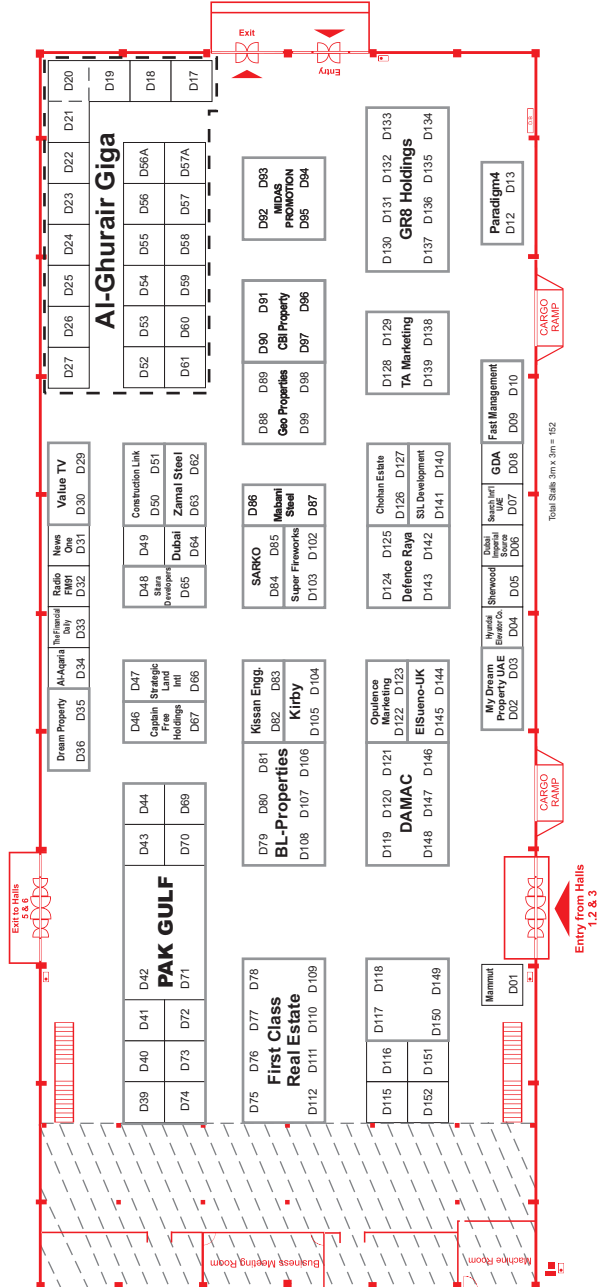 Exit
Entry
D20
D19
D18
D17
D21
D22
D23
D24
D25
D26
D27
Al-Ghurair Giga
D56A
D57A
D56
D57
D55
D58
D54
D59
D53
D60
D52
D61
D92 D93
MIDAS
PROMOTION
D95 D94
D90 D91
CBI Property
D97 D96
D88 D89
Geo Properties
D99 D98
D130 D131 D132 D133
GR8 Holdings
D137 D136 D135 D134
D128 D129
TA Marketing
D139 D138
Paradigm4
D12 D13
CARGO
RAMP
Value TV
D30 D29
News
One
D31
Radio
FM91
D32
The Financial
Daily
D33
Al-Aqaria
D34
Dream Property
D36 D35
Construction Link
D50 D51
Zamal Steel
D63 D62
D49
Dubai
D64
D48
Sitara
Developers
D65
D47
Strategic
Land
Intl
D66
D46
Captain
Free
Holdings
D67
D86
Mabani
Steel
D87
SARKO
D84 D85
Super Fireworks
D103 D102
Kissan Engg.
D82 D83
Kirby
D105 D104
D79 D80 D81
BL-Properties
D108 D107 D106
Chohan Estate
D126 D127
S3L Development
D141 D140
D124 D125
Defence Raya
D143 D142
Opulence
Marketing
D122 D123
ElSueno-UK
D145 D144
D119 D120 D121
DAMAC
D148 D147 D146
Fast Management
D09 D10
GDA
D08
Search Int'l
UAE
D07
Dubai
Imperial
Source
D06
Sherwood
D05
Hyundai
Elevator Co.
D04
My Dream
Property UAE
D02 D03
Total Stalls 3m x 3m = 152
CARGO
RAMP
D44
D69
D43
D70
PAK GULF
D42
D71
D41
D72
D40
D73
D39
D74
D75 D76 D77 D78
First Class
Real Estate
D112 D111 D110 D109
D117 D118
D150 D149
D116
D151
D115
D152
Mammut
D01
Exit to Halls
5 & 6
Entry from Halls
1,2 & 3
Business Meeting Room
Machine Room